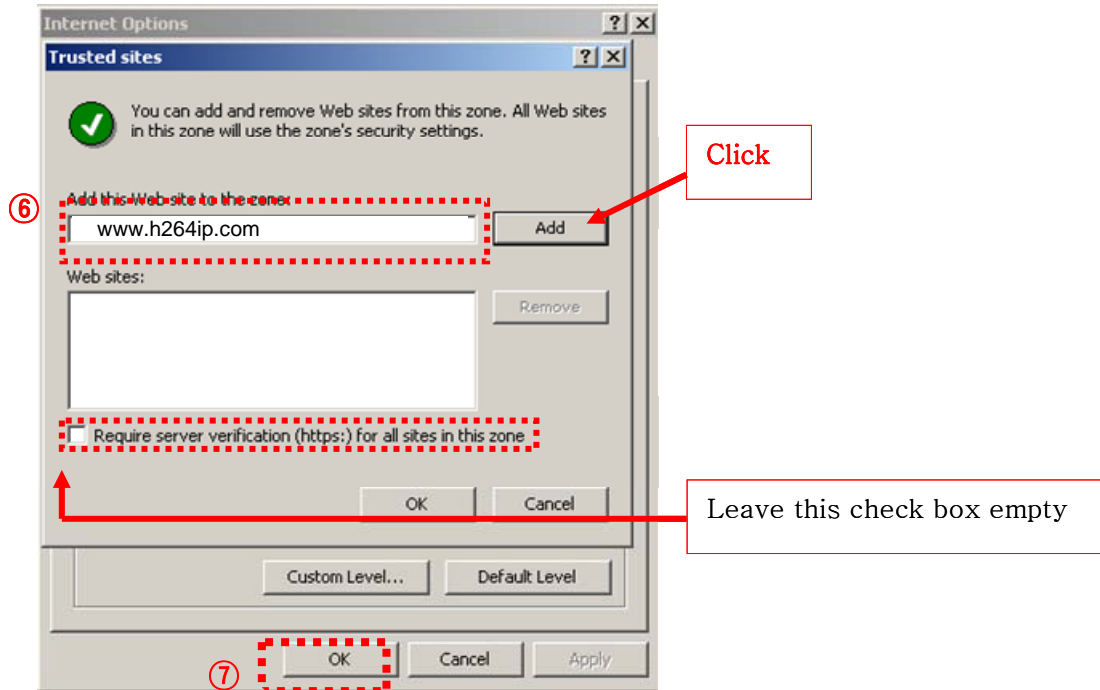 Internet Options
Trusted sites
You can add and remove Web sites from this zone. All Web sites
in this zone will use the zone's security settings.
Click
Add this Web site to the zone:
⑥
www.h264ip.com
Add
Web sites:
Remove
Require server verification (https:) for all sites in this zone
OK
Cancel
Leave this check box empty
Custom Level...
Default Level
⑦
OK
Cancel
Apply